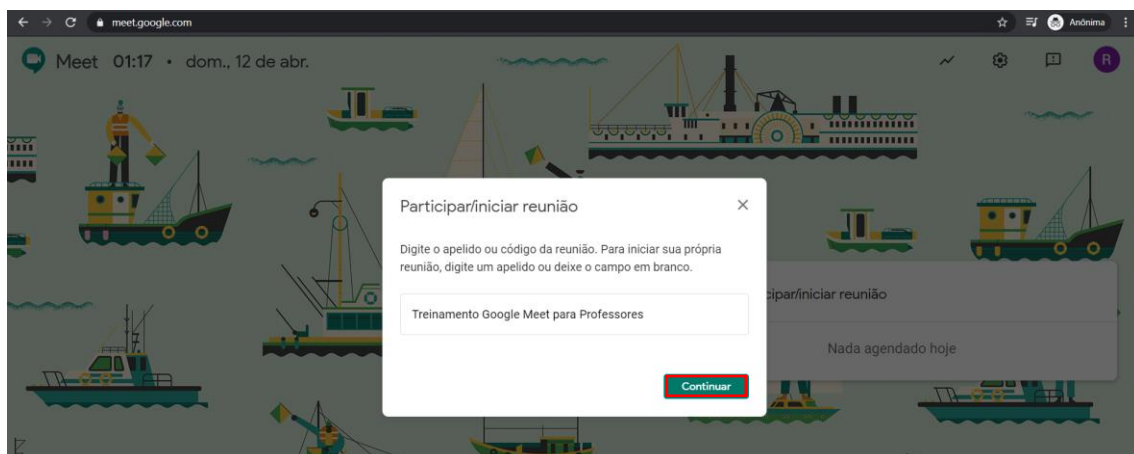 meet.google.com
Anônima
Meet 01:17 • dom., 12 de abr.
R
Participar/iniciar reunião
Digite o apelido ou código da reunião. Para iniciar sua própria
reunião, digite um apelido ou deixe o campo em branco.
cipar/iniciar reunião
Treinamento Google Meet para Professores
Nada agendado hoje
Continuar